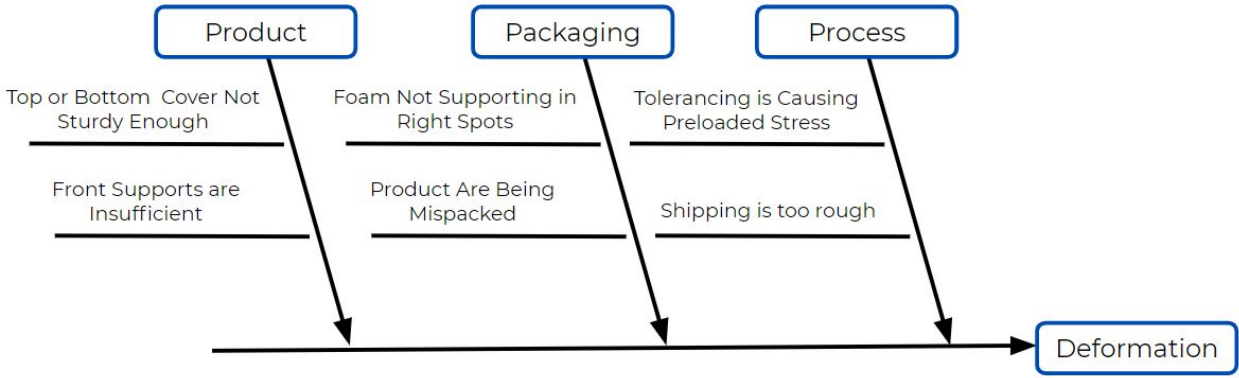 Product
Packaging
Process
Top or Bottom Cover Not
Sturdy Enough
Foam Not Supporting in
Right Spots
Tolerancing is Causing
Preloaded Stress
Front Supports are
Insufficient
Product Are Being
Mispacked
Shipping is too rough
Deformation